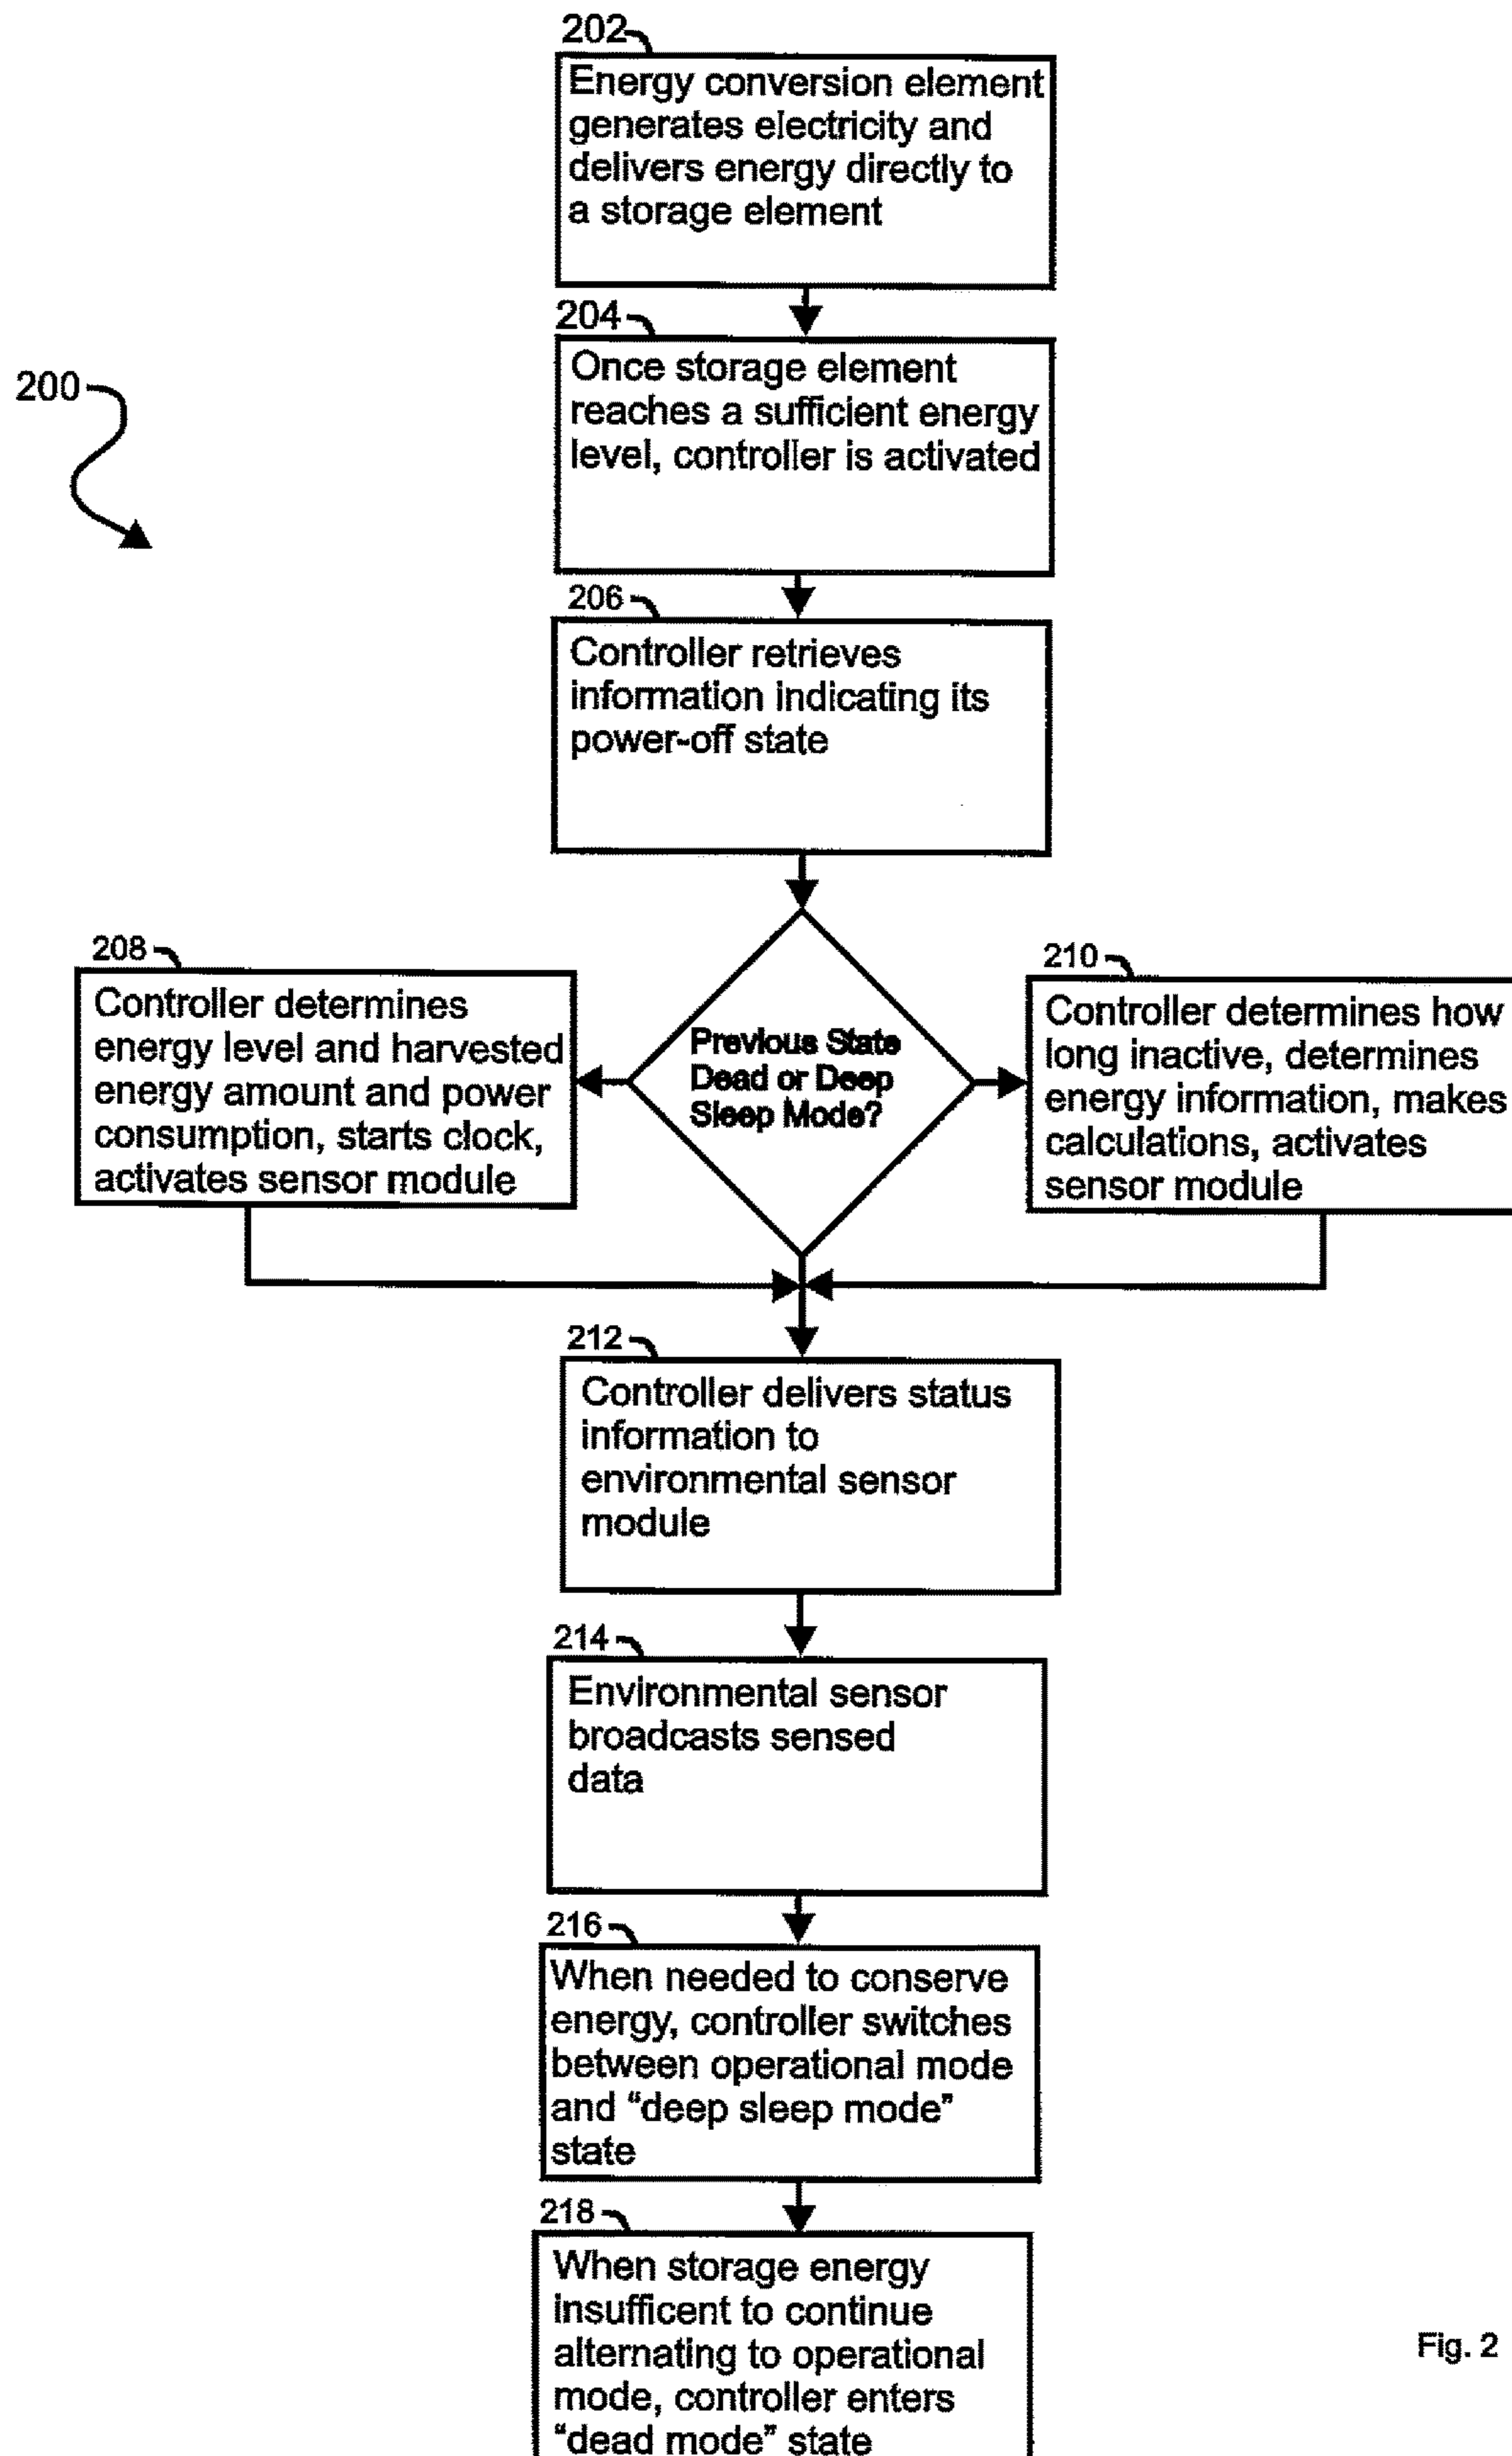 202
Energy conversion element
generates electricity and
delivers energy directly to
a storage element
204
Once storage element
reaches a sufficient energy
level, controller is activated
200
206
Controller retrieves
information indicating its
power-off state
208
Controller determines
energy level and harvested
energy amount and power
consumption, starts clock,
activates sensor module
Previous State
Dead or Deep
Sleep Mode?
210
Controller determines how
long inactive, determines
energy information, makes
calculations, activates
sensor module
212
Controller delivers status
information to
environmental sensor
module
214
Environmental sensor
broadcasts sensed
data
216
When needed to conserve
energy, controller switches
between operational mode
and “deep sleep mode”
state
218
When storage energy
insufficent to continue
alternating to operational
mode, controller enters
“dead mode” state
Fig. 2